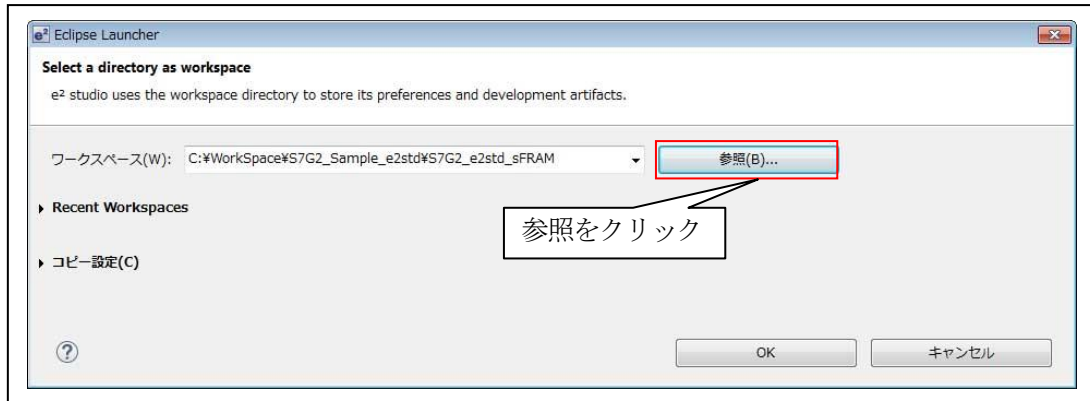 e² Eclipse Launcher
Select a directory as workspace
e² studio uses the workspace directory to store its preferences and development artifacts.
ワークスペース(W): C:¥WorkSpace¥S7G2_Sample_e2std¥S7G2_e2std_sFRAM 参照(B)...
Recent Workspaces
参照をクリック
コピー設定(C)
? OK キャンセル